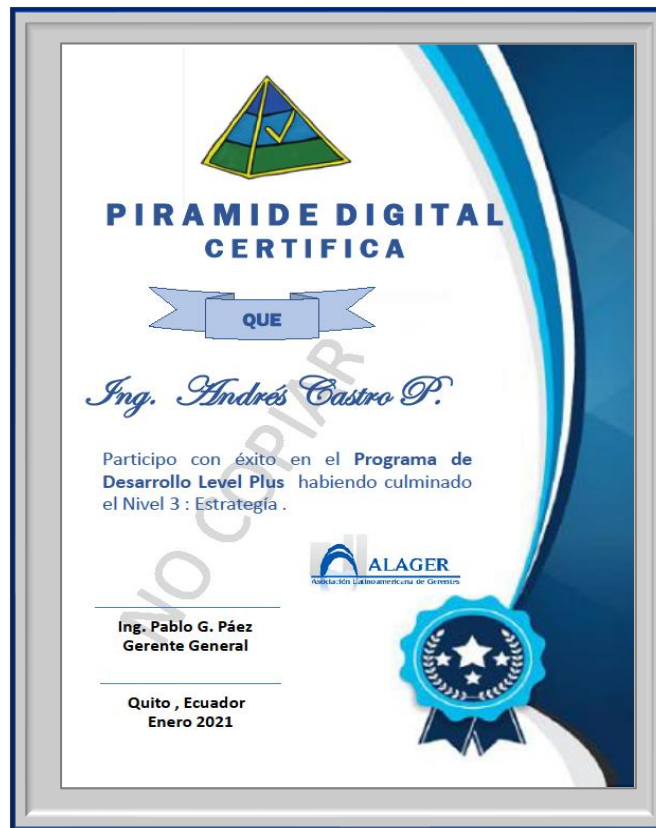 PIRAMIDE DIGITAL
CERTIFICA
QUE
Ing. Andrés Castro P.
Participo con éxito en el Programa de
Desarrollo Level Plus habiendo culminado
el Nivel 3 : Estrategía .
NO COPIAR
ALAGER
Asociación Latinoamericana de Gerentes
Ing. Pablo G. Páez
Gerente General
Quito , Ecuador
Enero 2021